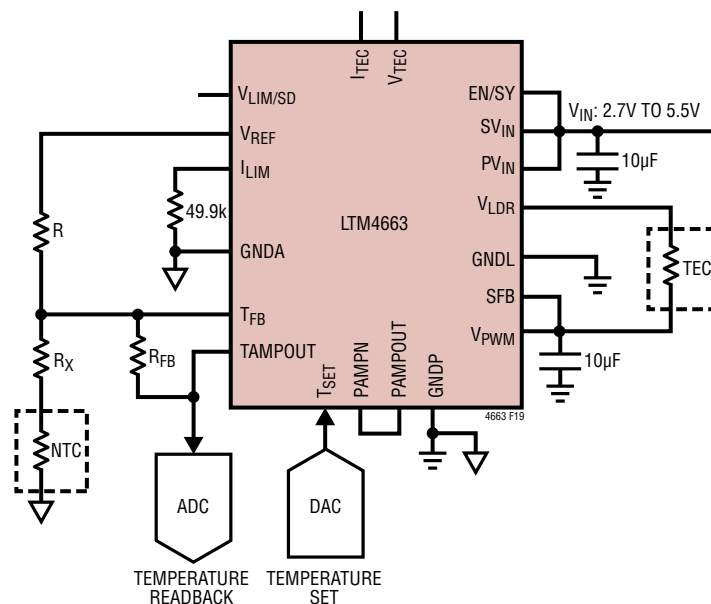 ITEC
VTEC
VLIM/SD
VREF
ILIM
49.9k
GNDA
R
TFB
TAMPOUT
RX
RFB
NTC
LTM4663
EN/SY
SVIN
PVIN
VIN: 2.7V TO 5.5V
10µF
VLDR
GNDL
TEC
SFB
VPWM
10µF
TSET
PAMPN
PAMPOUT
GNDP
4663 F19
ADC
DAC
TEMPERATURE
READBACK
TEMPERATURE
SET